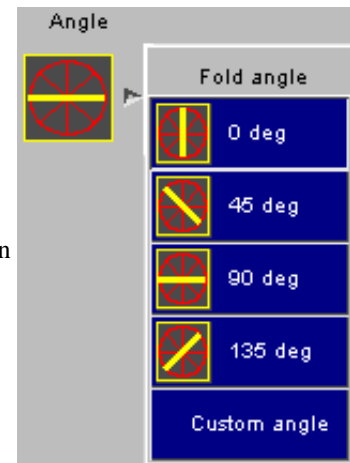 Angle
Fold angle
0 deg
45 deg
n
90 deg
135 deg
Custom angle